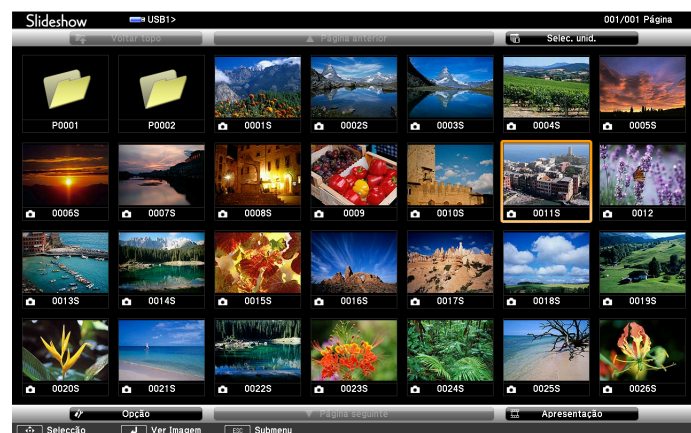 Slideshow USB1> 001/001 Página
Voltar topo Página anterior Selec. unid.
P0001 P0002 0001S 0002S 0003S 0004S 0005S
0006S 0007S 0008S 0009 0010S 0011S 0012
0013S 0014S 0015S 0016S 0017S 0018S 0019S
0020S 0021S 0022S 0023S 0024S 0025S 0026S
Opção Página seguinte Apresentação
Selecção Ver Imagem ESC Submenu